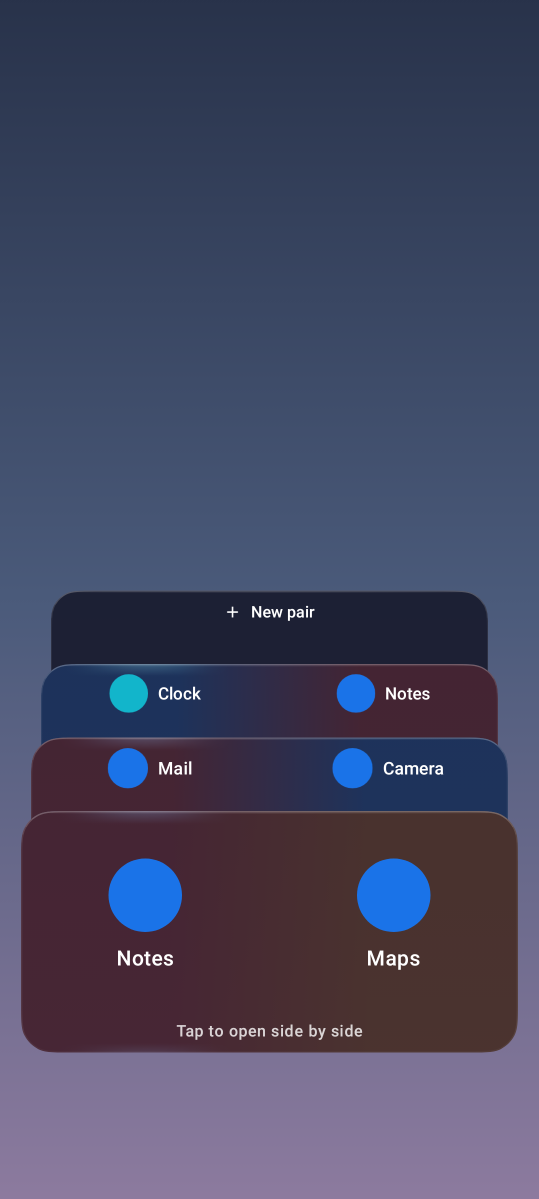 + New pair
Clock Notes
Mail Camera
Notes Maps
Tap to open side by side